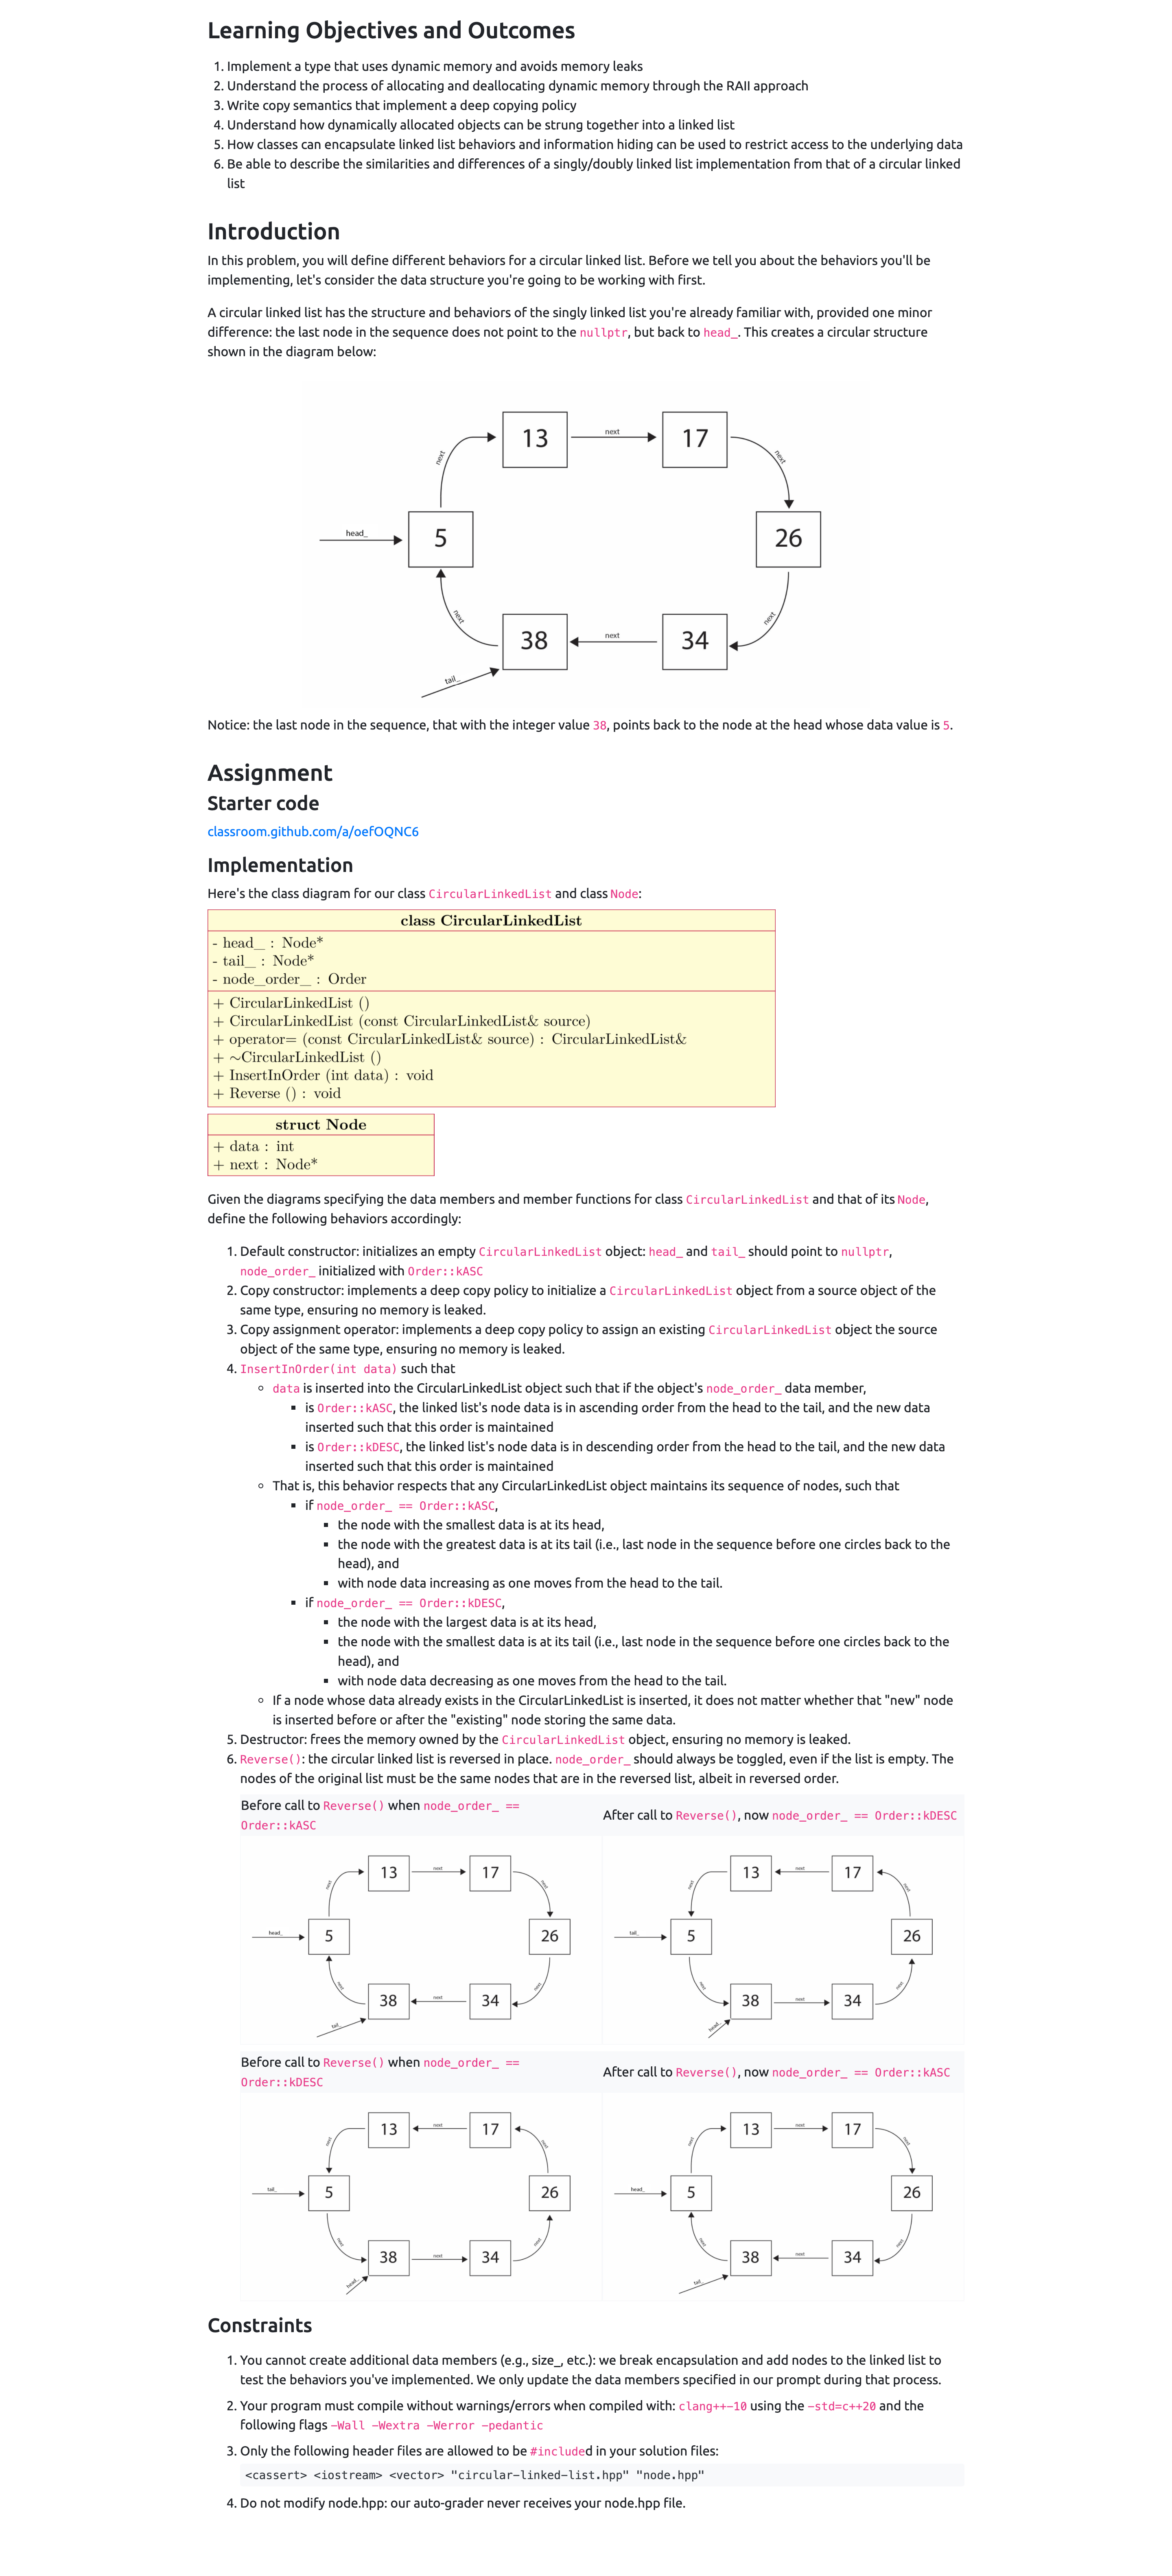 Learning Objectives and Outcomes
1. Implement a type that uses dynamic memory and avoids memory leaks
2. Understand the process of allocating and deallocating dynamic memory through the RAII approach
3. Write copy semantics that implement a deep copying policy
4. Understand how dynamically allocated objects can be strung together into a linked list
5. How classes can encapsulate linked list behaviors and information hiding can be used to restrict access to the underlying data
6. Be able to describe the similarities and differences of a singly/doubly linked list implementation from that of a circular linked
list
Introduction
In this problem, you will define different behaviors for a circular linked list. Before we tell you about the behaviors you'll be
implementing, let's consider the data structure you're going to be working with first.
A circular linked list has the structure and behaviors of the singly linked list you're already familiar with, provided one minor
difference: the last node in the sequence does not point to the nullptr, but back to head_. This creates a circular structure
shown in the diagram below:
13 next 17
next next
head_ 5 26
next next
38 next 34
tail_
Notice: the last node in the sequence, that with the integer value 38, points back to the node at the head whose data value is 5.
Assignment
Starter code
classroom.github.com/a/oefOQNC6
Implementation
Here's the class diagram for our class CircularLinkedList and class Node:
class CircularLinkedList
- head_ : Node*
- tail_ : Node*
- node_order_ : Order
+ CircularLinkedList ()
+ CircularLinkedList (const CircularLinkedList& source)
+ operator= (const CircularLinkedList& source) : CircularLinkedList&
+ ~CircularLinkedList ()
+ InsertInOrder (int data) : void
+ Reverse () : void
struct Node
+ data : int
+ next : Node*
Given the diagrams specifying the data members and member functions for class CircularLinkedList and that of its Node,
define the following behaviors accordingly:
1. Default constructor: initializes an empty CircularLinkedList object: head_ and tail_ should point to nullptr,
node_order_ initialized with Order::kASC
2. Copy constructor: implements a deep copy policy to initialize a CircularLinkedList object from a source object of the
same type, ensuring no memory is leaked.
3. Copy assignment operator: implements a deep copy policy to assign an existing CircularLinkedList object the source
object of the same type, ensuring no memory is leaked.
4. InsertInOrder(int data) such that
◦ data is inserted into the CircularLinkedList object such that if the object's node_order_ data member,
▪ is Order::kASC, the linked list's node data is in ascending order from the head to the tail, and the new data
inserted such that this order is maintained
▪ is Order::kDESC, the linked list's node data is in descending order from the head to the tail, and the new data
inserted such that this order is maintained
◦ That is, this behavior respects that any CircularLinkedList object maintains its sequence of nodes, such that
▪ if node_order_ == Order::kASC,
▪ the node with the smallest data is at its head,
▪ the node with the greatest data is at its tail (i.e., last node in the sequence before one circles back to the
head), and
▪ with node data increasing as one moves from the head to the tail.
▪ if node_order_ == Order::kDESC,
▪ the node with the largest data is at its head,
▪ the node with the smallest data is at its tail (i.e., last node in the sequence before one circles back to the
head), and
▪ with node data decreasing as one moves from the head to the tail.
◦ If a node whose data already exists in the CircularLinkedList is inserted, it does not matter whether that "new" node
is inserted before or after the "existing" node storing the same data.
5. Destructor: frees the memory owned by the CircularLinkedList object, ensuring no memory is leaked.
6. Reverse(): the circular linked list is reversed in place. node_order_ should always be toggled, even if the list is empty. The
nodes of the original list must be the same nodes that are in the reversed list, albeit in reversed order.
Before call to Reverse() when node_order_ ==
Order::kASC
After call to Reverse(), now node_order_ == Order::kDESC
13 next 17
next next
head_ 5 26
next next
38 next 34
tail_
13 next 17
next next
tail_ 5 26
next next
38 next 34
head_
Before call to Reverse() when node_order_ ==
Order::kDESC
After call to Reverse(), now node_order_ == Order::kASC
13 next 17
next next
tail_ 5 26
next next
38 next 34
head_
13 next 17
next next
head_ 5 26
next next
38 next 34
tail_
Constraints
1. You cannot create additional data members (e.g., size_, etc.): we break encapsulation and add nodes to the linked list to
test the behaviors you've implemented. We only update the data members specified in our prompt during that process.
2. Your program must compile without warnings/errors when compiled with: clang++-10 using the -std=c++20 and the
following flags -Wall -Wextra -Werror -pedantic
3. Only the following header files are allowed to be #included in your solution files:
<cassert> <iostream> <vector> "circular-linked-list.hpp" "node.hpp"
4. Do not modify node.hpp: our auto-grader never receives your node.hpp file.